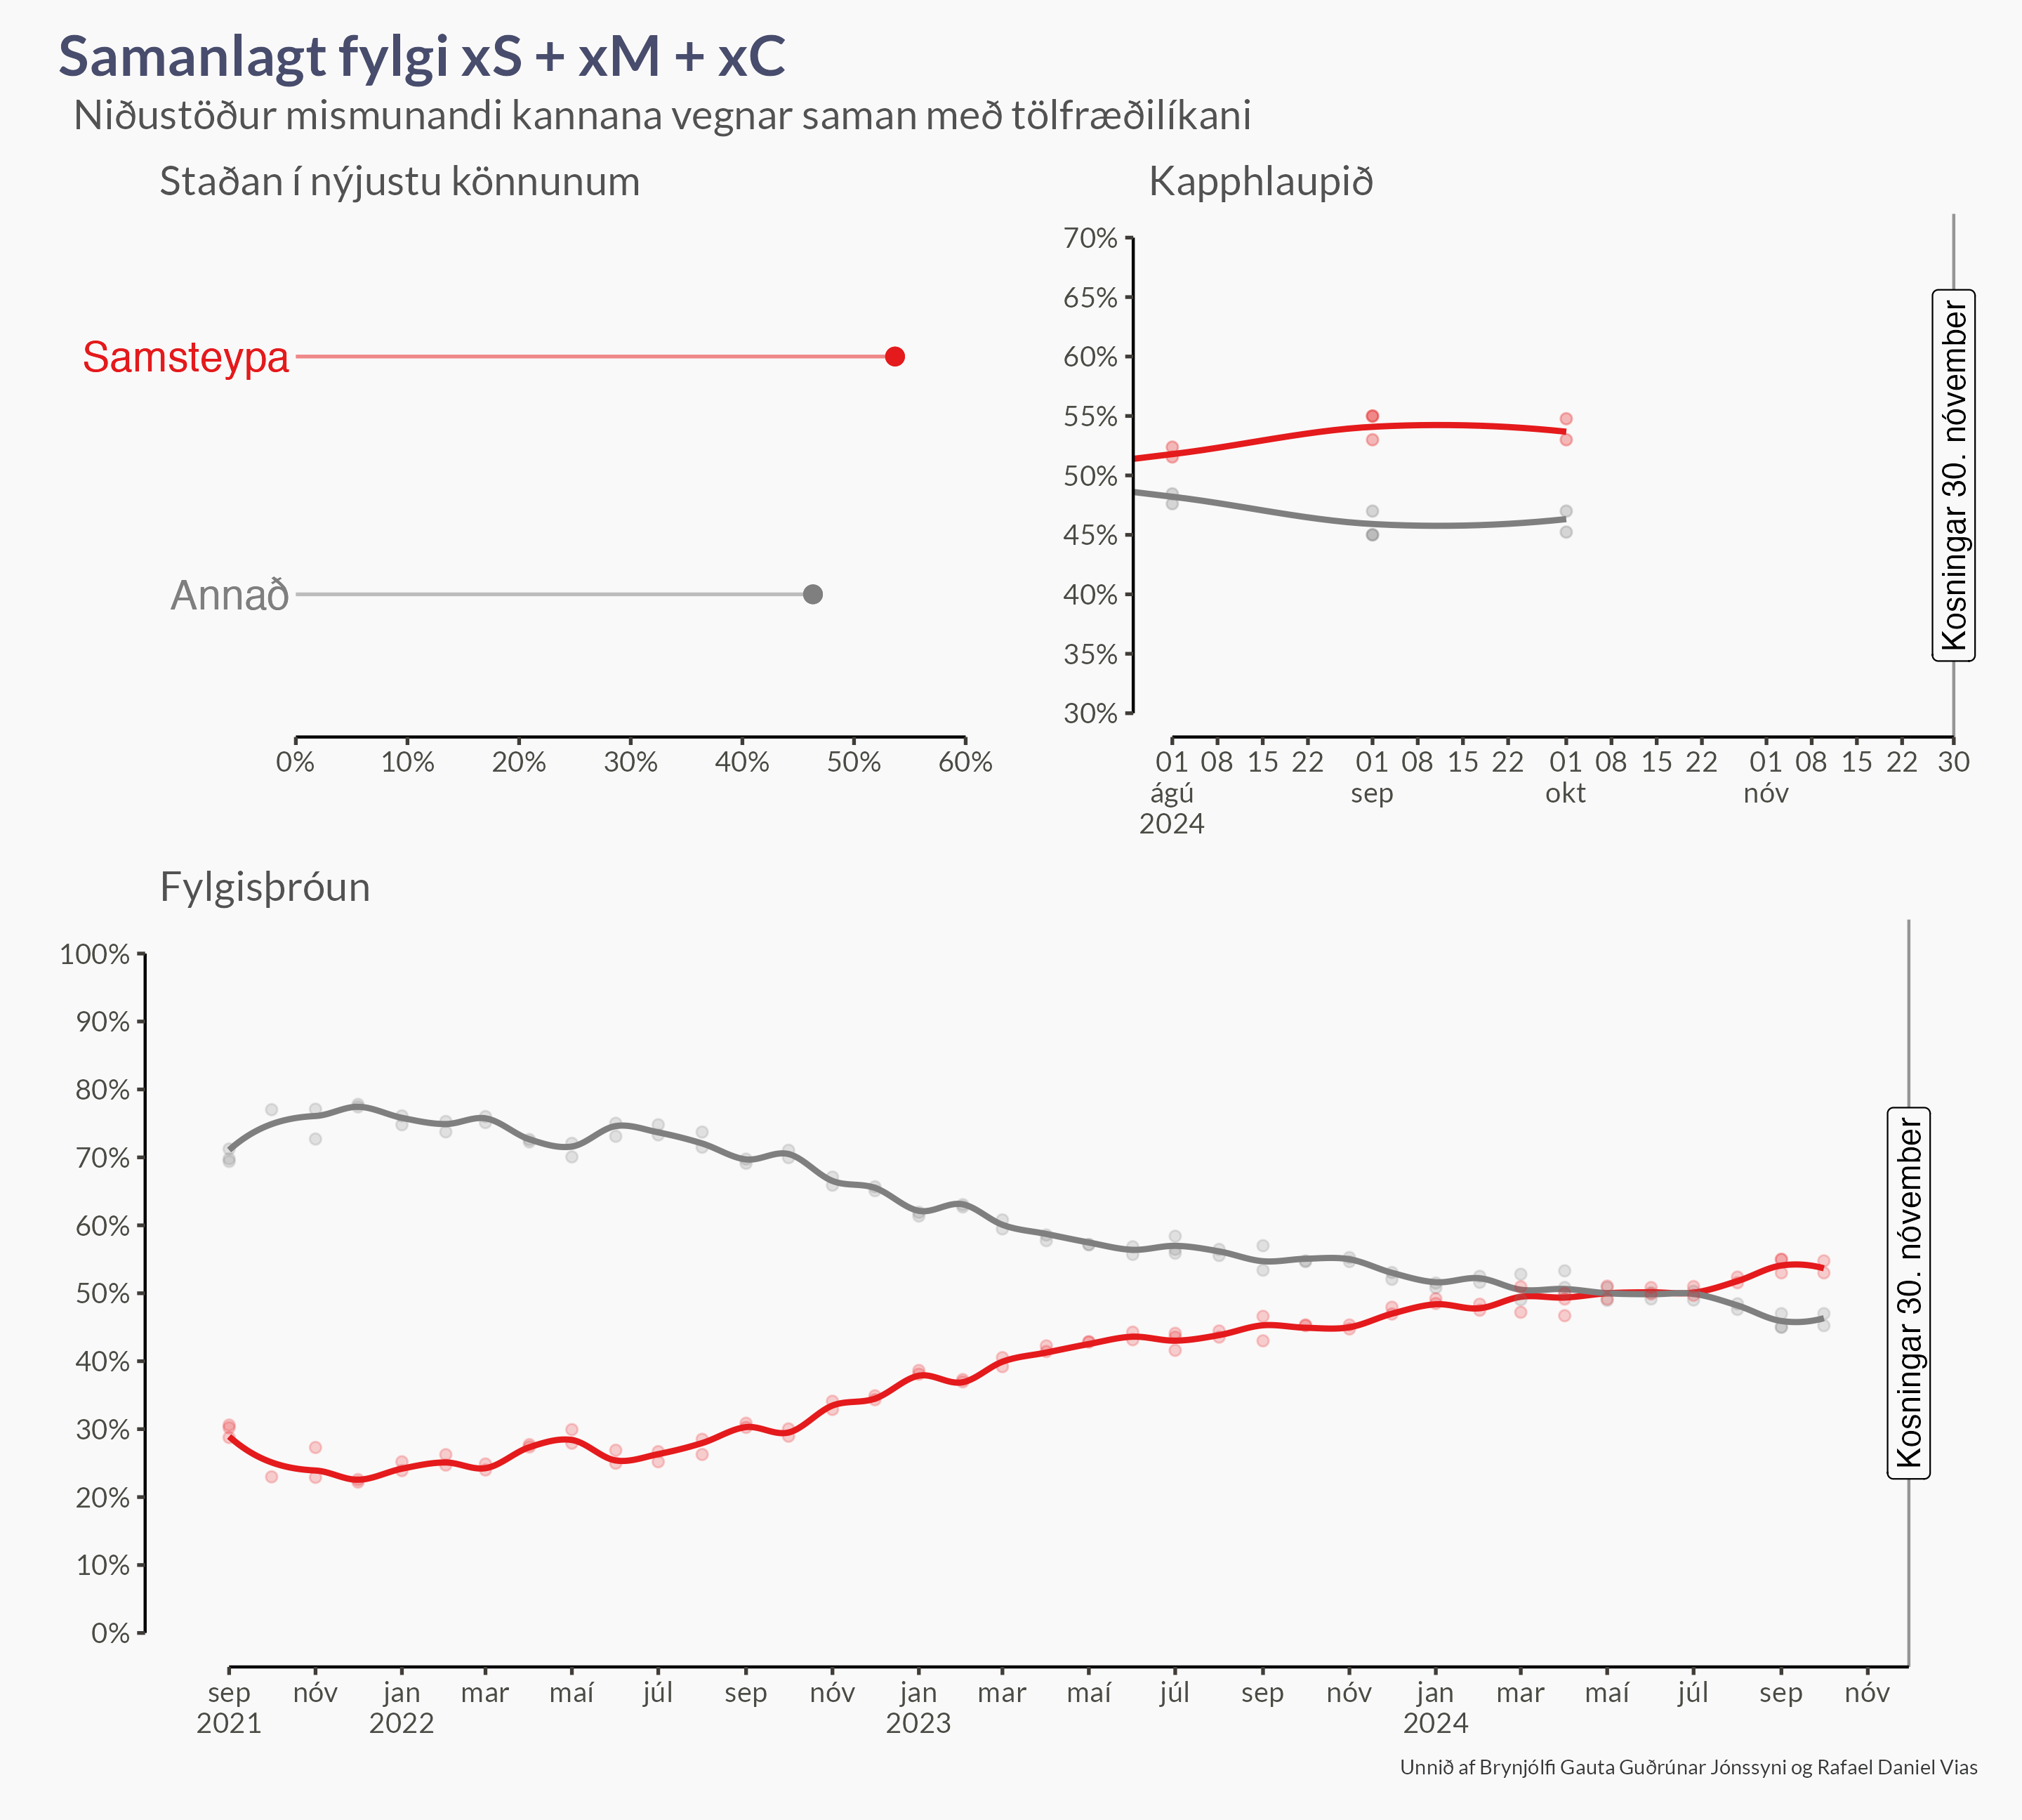 Samanlagt fylgi xS + xM + xC
Niðustöður mismunandi kannana vegnar saman með tölfræðilíkani
Staðan í nýjustu könnunum
Samsteypa
Annað
0% 10% 20% 30% 40% 50% 60%
Kapphlaupið
70%
65%
60%
55%
50%
45%
40%
35%
30%
Kosningar 30. nóvember
01 08 15 22 01 08 15 22 01 08 15 22 01 08 15 22 30
ágú sep okt nóv
2024
Fylgisþróun
100%
90%
80%
70%
60%
50%
40%
30%
20%
10%
0%
Kosningar 30. nóvember
sep nóv jan mar maí júl sep nóv jan mar maí júl sep nóv jan mar maí júl sep nóv
2021 2022 2023 2024
Unnið af Brynjólfi Gauta Guðrúnar Jónssyni og Rafael Daniel Vias